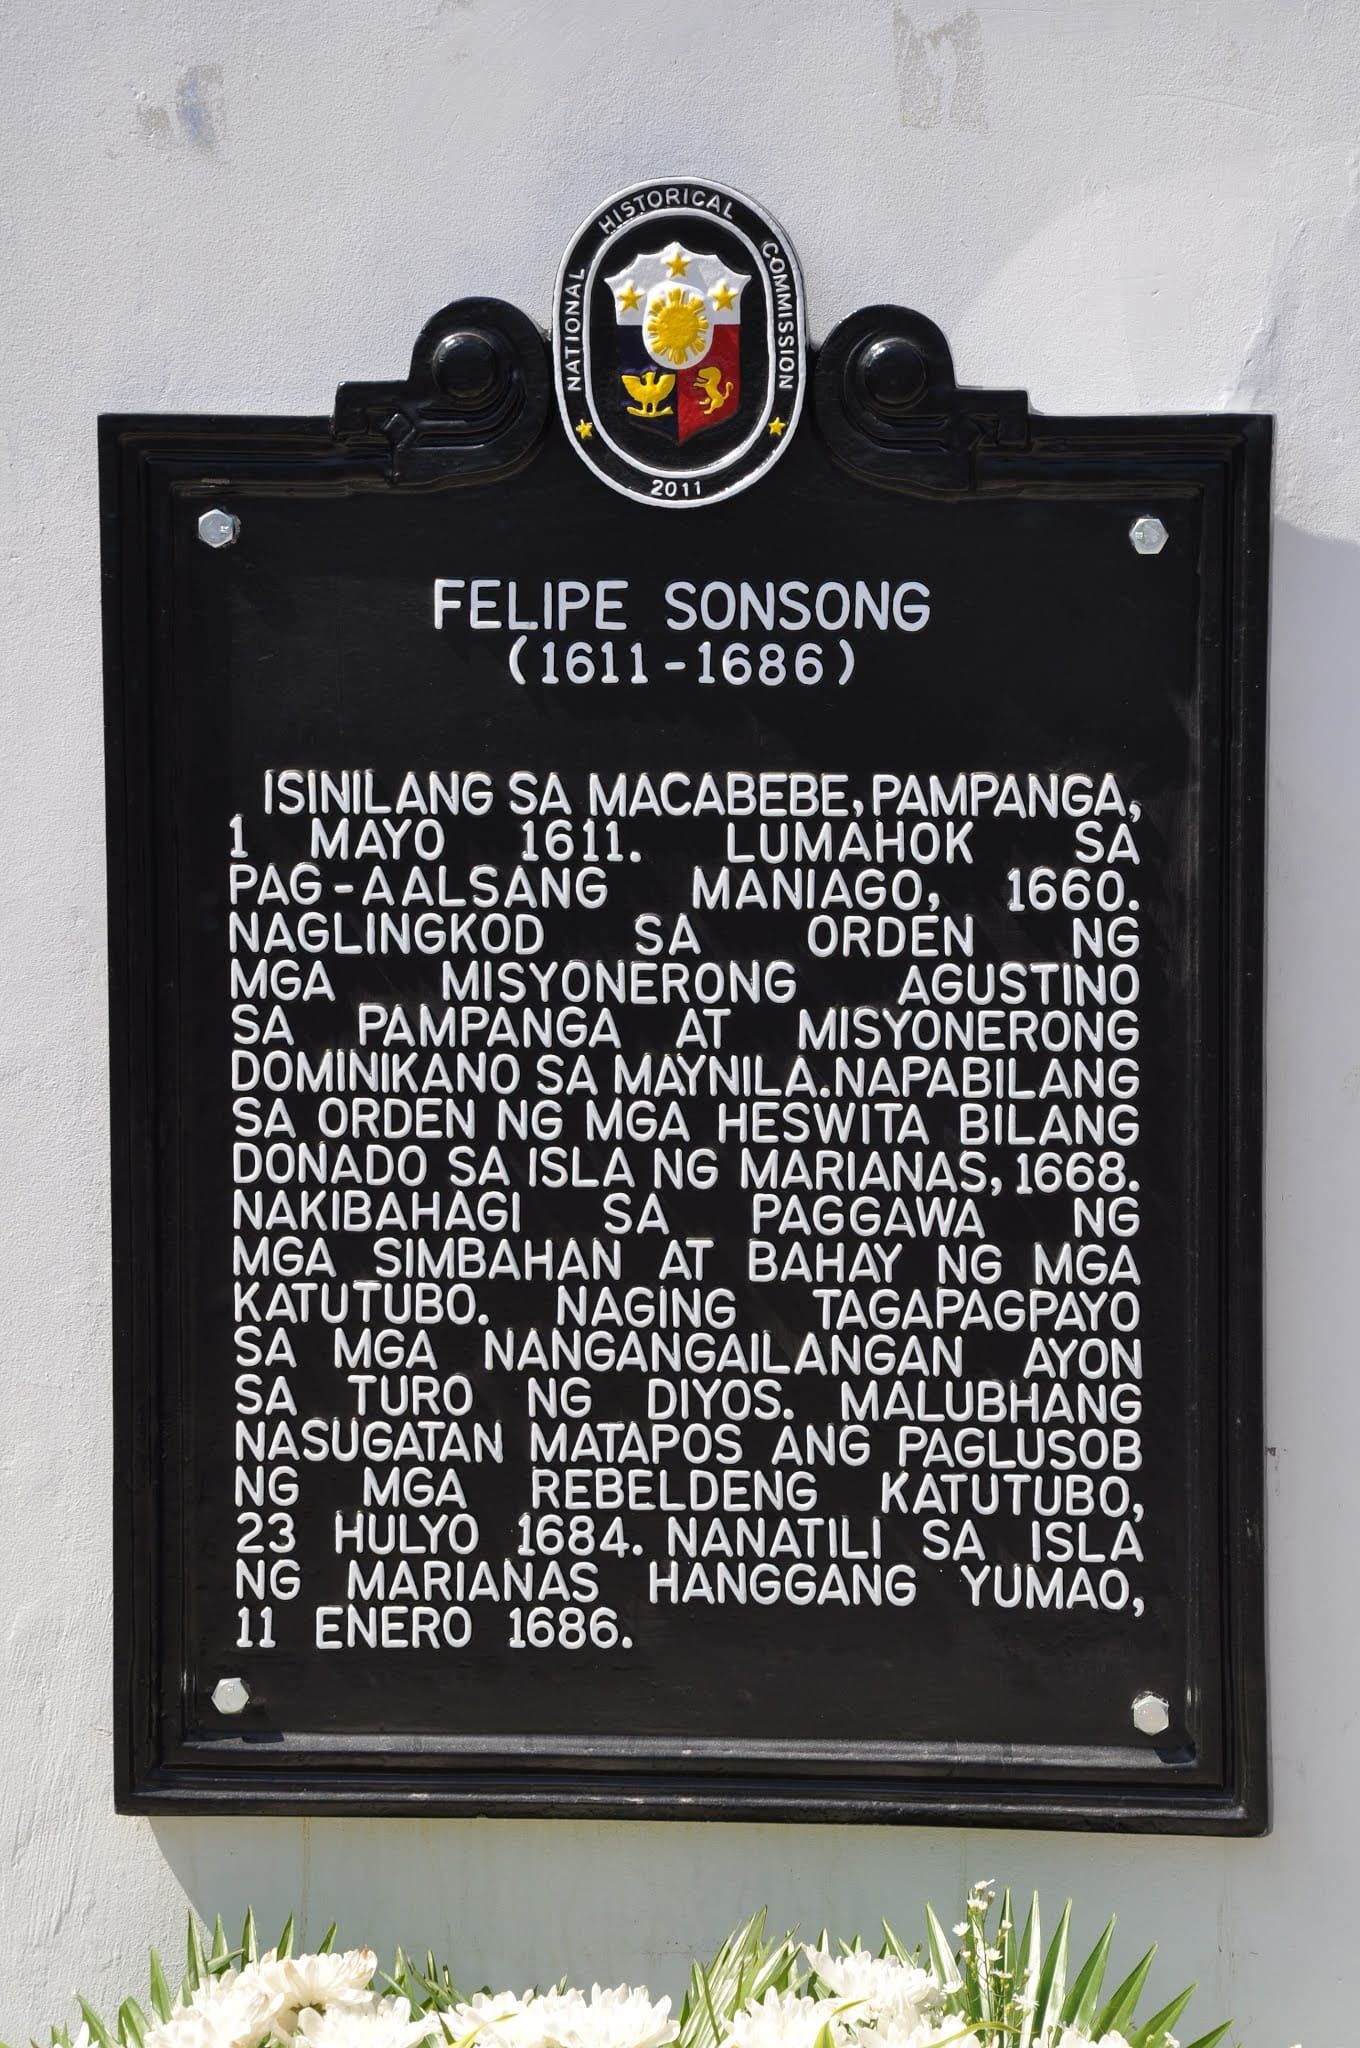 NATIONAL HISTORICAL COMMISSION
2011
FELIPE SONSONG
(1611-1686)
ISINILANG SA MACABEBE, PAMPANGA,
1 MAYO 1611. LUMAHOK SA
PAG-AALSANG MANIAGO, 1660.
NAGLINGKOD SA ORDEN NG
MGA MISYONERONG AGUSTINO
SA PAMPANGA AT MISYONERONG
DOMINIKANO SA MAYNILA. NAPABILANG
SA ORDEN NG MGA HESWITA BILANG
DONADO SA ISLA NG MARIANAS, 1668.
NAKIBAHAGI SA PAGGAWA NG
MGA SIMBAHAN AT BAHAY NG MGA
KATUTUBO. NAGING TAGAPAGPAYO
SA MGA NANGANGAILANGAN AYON
SA TURO NG DIYOS. MALUBHANG
NASUGATAN MATAPOS ANG PAGLUSOB
NG MGA REBELDENG KATUTUBO,
23 HULYO 1684. NANATILI SA ISLA
NG MARIANAS HANGGANG YUMAO,
11 ENERO 1686.